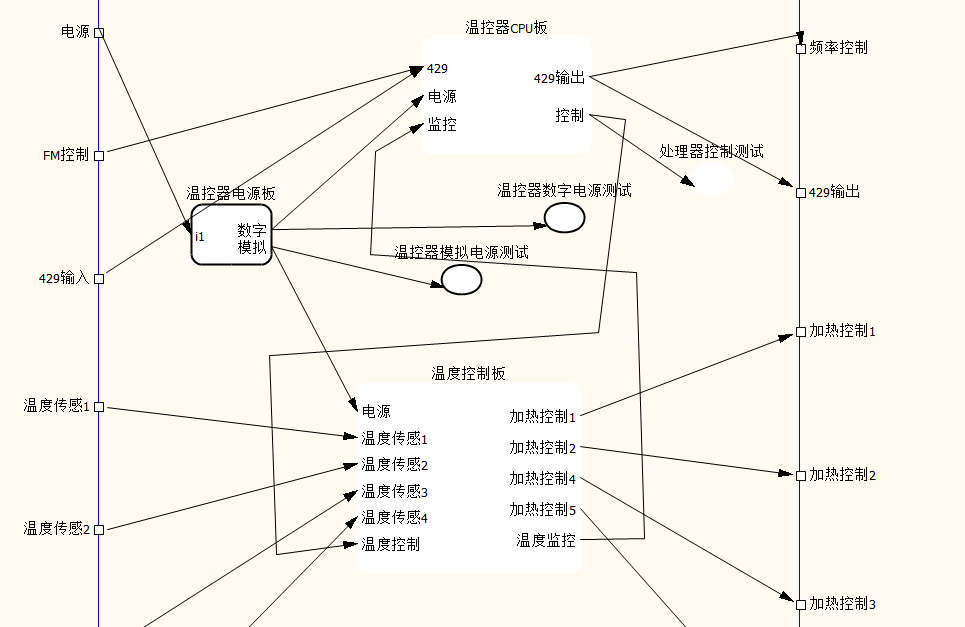 温控器CPU板
电源
频率控制
429
429输出
电源
控制
监控
FM控制
处理器控制测试
温控器电源板
温控器数字电源测试
429输出
i1
数字
模拟
温控器模拟电源测试
429输入
加热控制1
温度控制板
温度传感1
电源
加热控制1
温度传感1
加热控制2
温度传感2
加热控制2
加热控制4
温度传感3
加热控制5
温度传感4
温度传感2
温度控制
温度监控
加热控制3